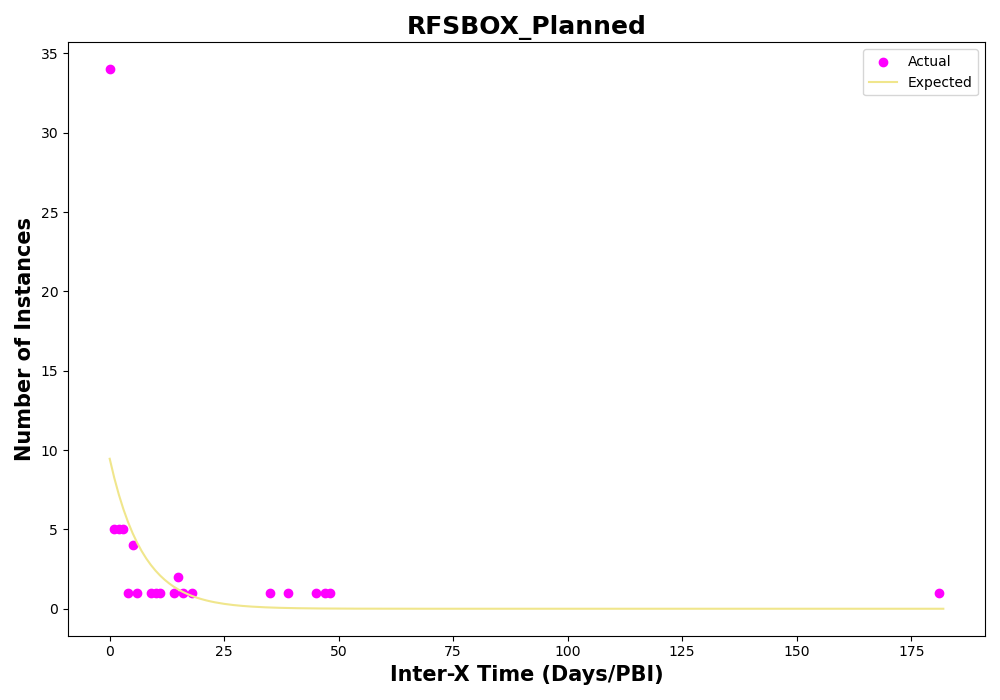 RFSBOX_Planned
Actual
Expected
Number of Instances
35
30
25
20
15
10
5
0
0 25 50 75 100 125 150 175
Inter-X Time (Days/PBI)